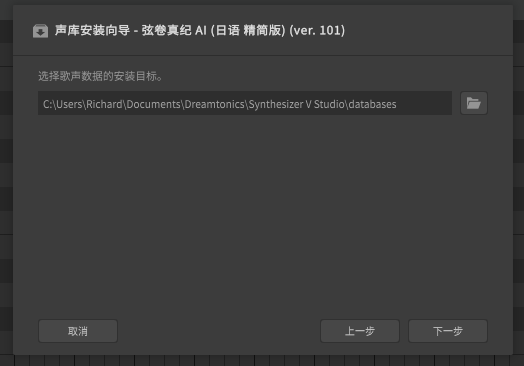 声库安装向导 - 弦卷真纪 AI (日语 精简版) (ver. 101)
选择歌声数据的安装目标。
C:\Users\Richard\Documents\Dreamtonics\Synthesizer V Studio\databases
取消
上一步
下一步